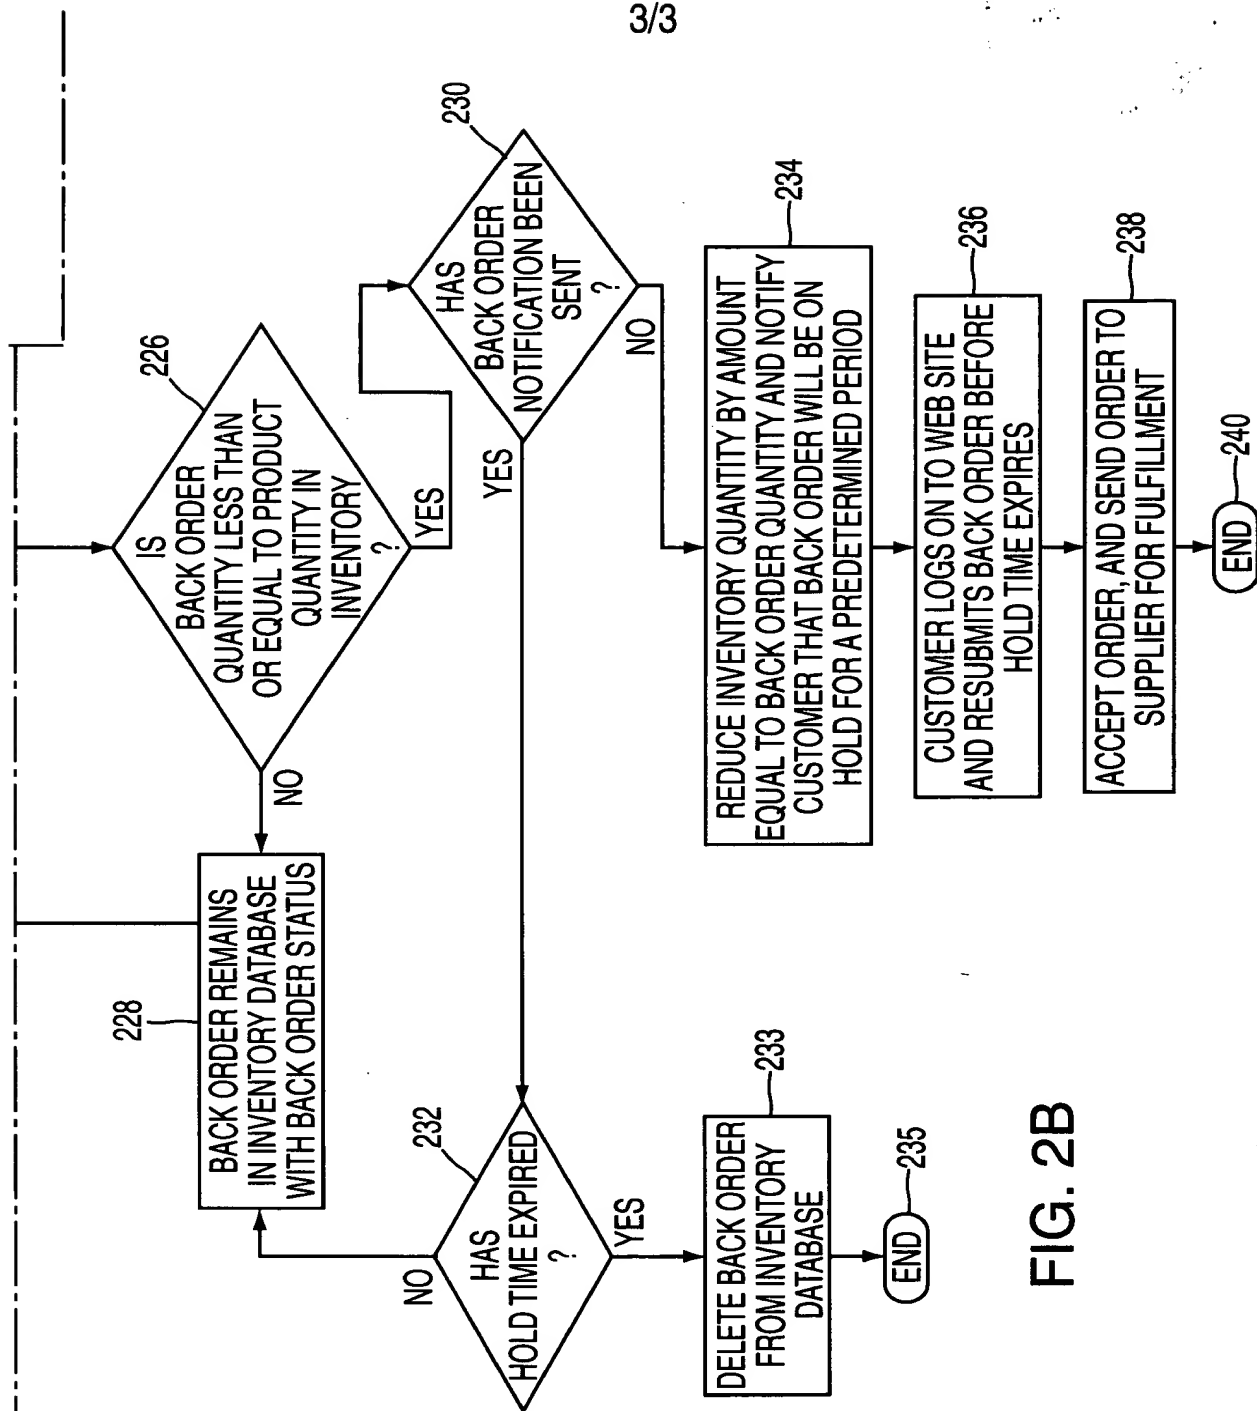 3/3
226
IS
BACK ORDER
QUANTITY LESS THAN
OR EQUAL TO PRODUCT
QUANTITY IN
INVENTORY
?
NO
YES
228
BACK ORDER REMAINS
IN INVENTORY DATABASE
WITH BACK ORDER STATUS
230
HAS
BACK ORDER
NOTIFICATION BEEN
SENT
?
YES
NO
232
HAS
HOLD TIME EXPIRED
?
NO
YES
233
DELETE BACK ORDER
FROM INVENTORY
DATABASE
END
235
234
REDUCE INVENTORY QUANTITY BY AMOUNT
EQUAL TO BACK ORDER QUANTITY AND NOTIFY
CUSTOMER THAT BACK ORDER WILL BE ON
HOLD FOR A PREDETERMINED PERIOD
236
CUSTOMER LOGS ON TO WEB SITE
AND RESUBMITS BACK ORDER BEFORE
HOLD TIME EXPIRES
238
ACCEPT ORDER, AND SEND ORDER TO
SUPPLIER FOR FULFILLMENT
END
240
FIG. 2B